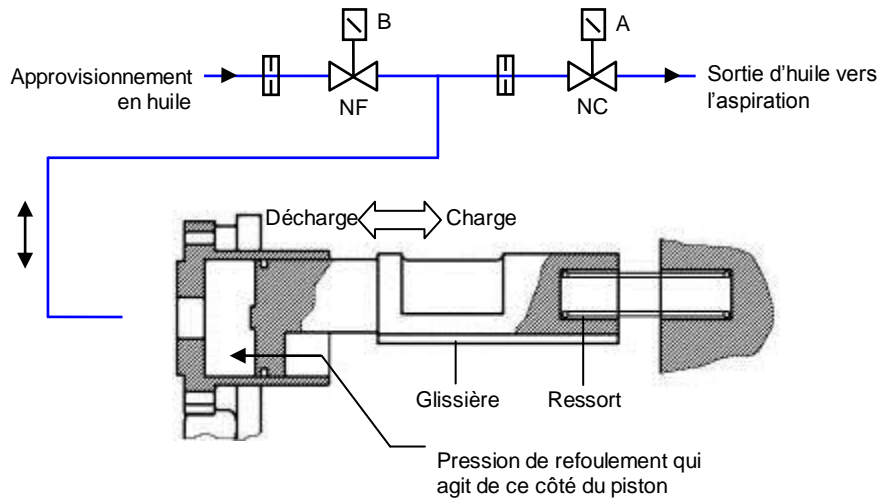 B
A
Approvisionnement
en huile
Sortie d'huile vers
l'aspiration
NF
NC
Décharge
Charge
Glissière
Ressort
Pression de refoulement qui
agit de ce côté du piston